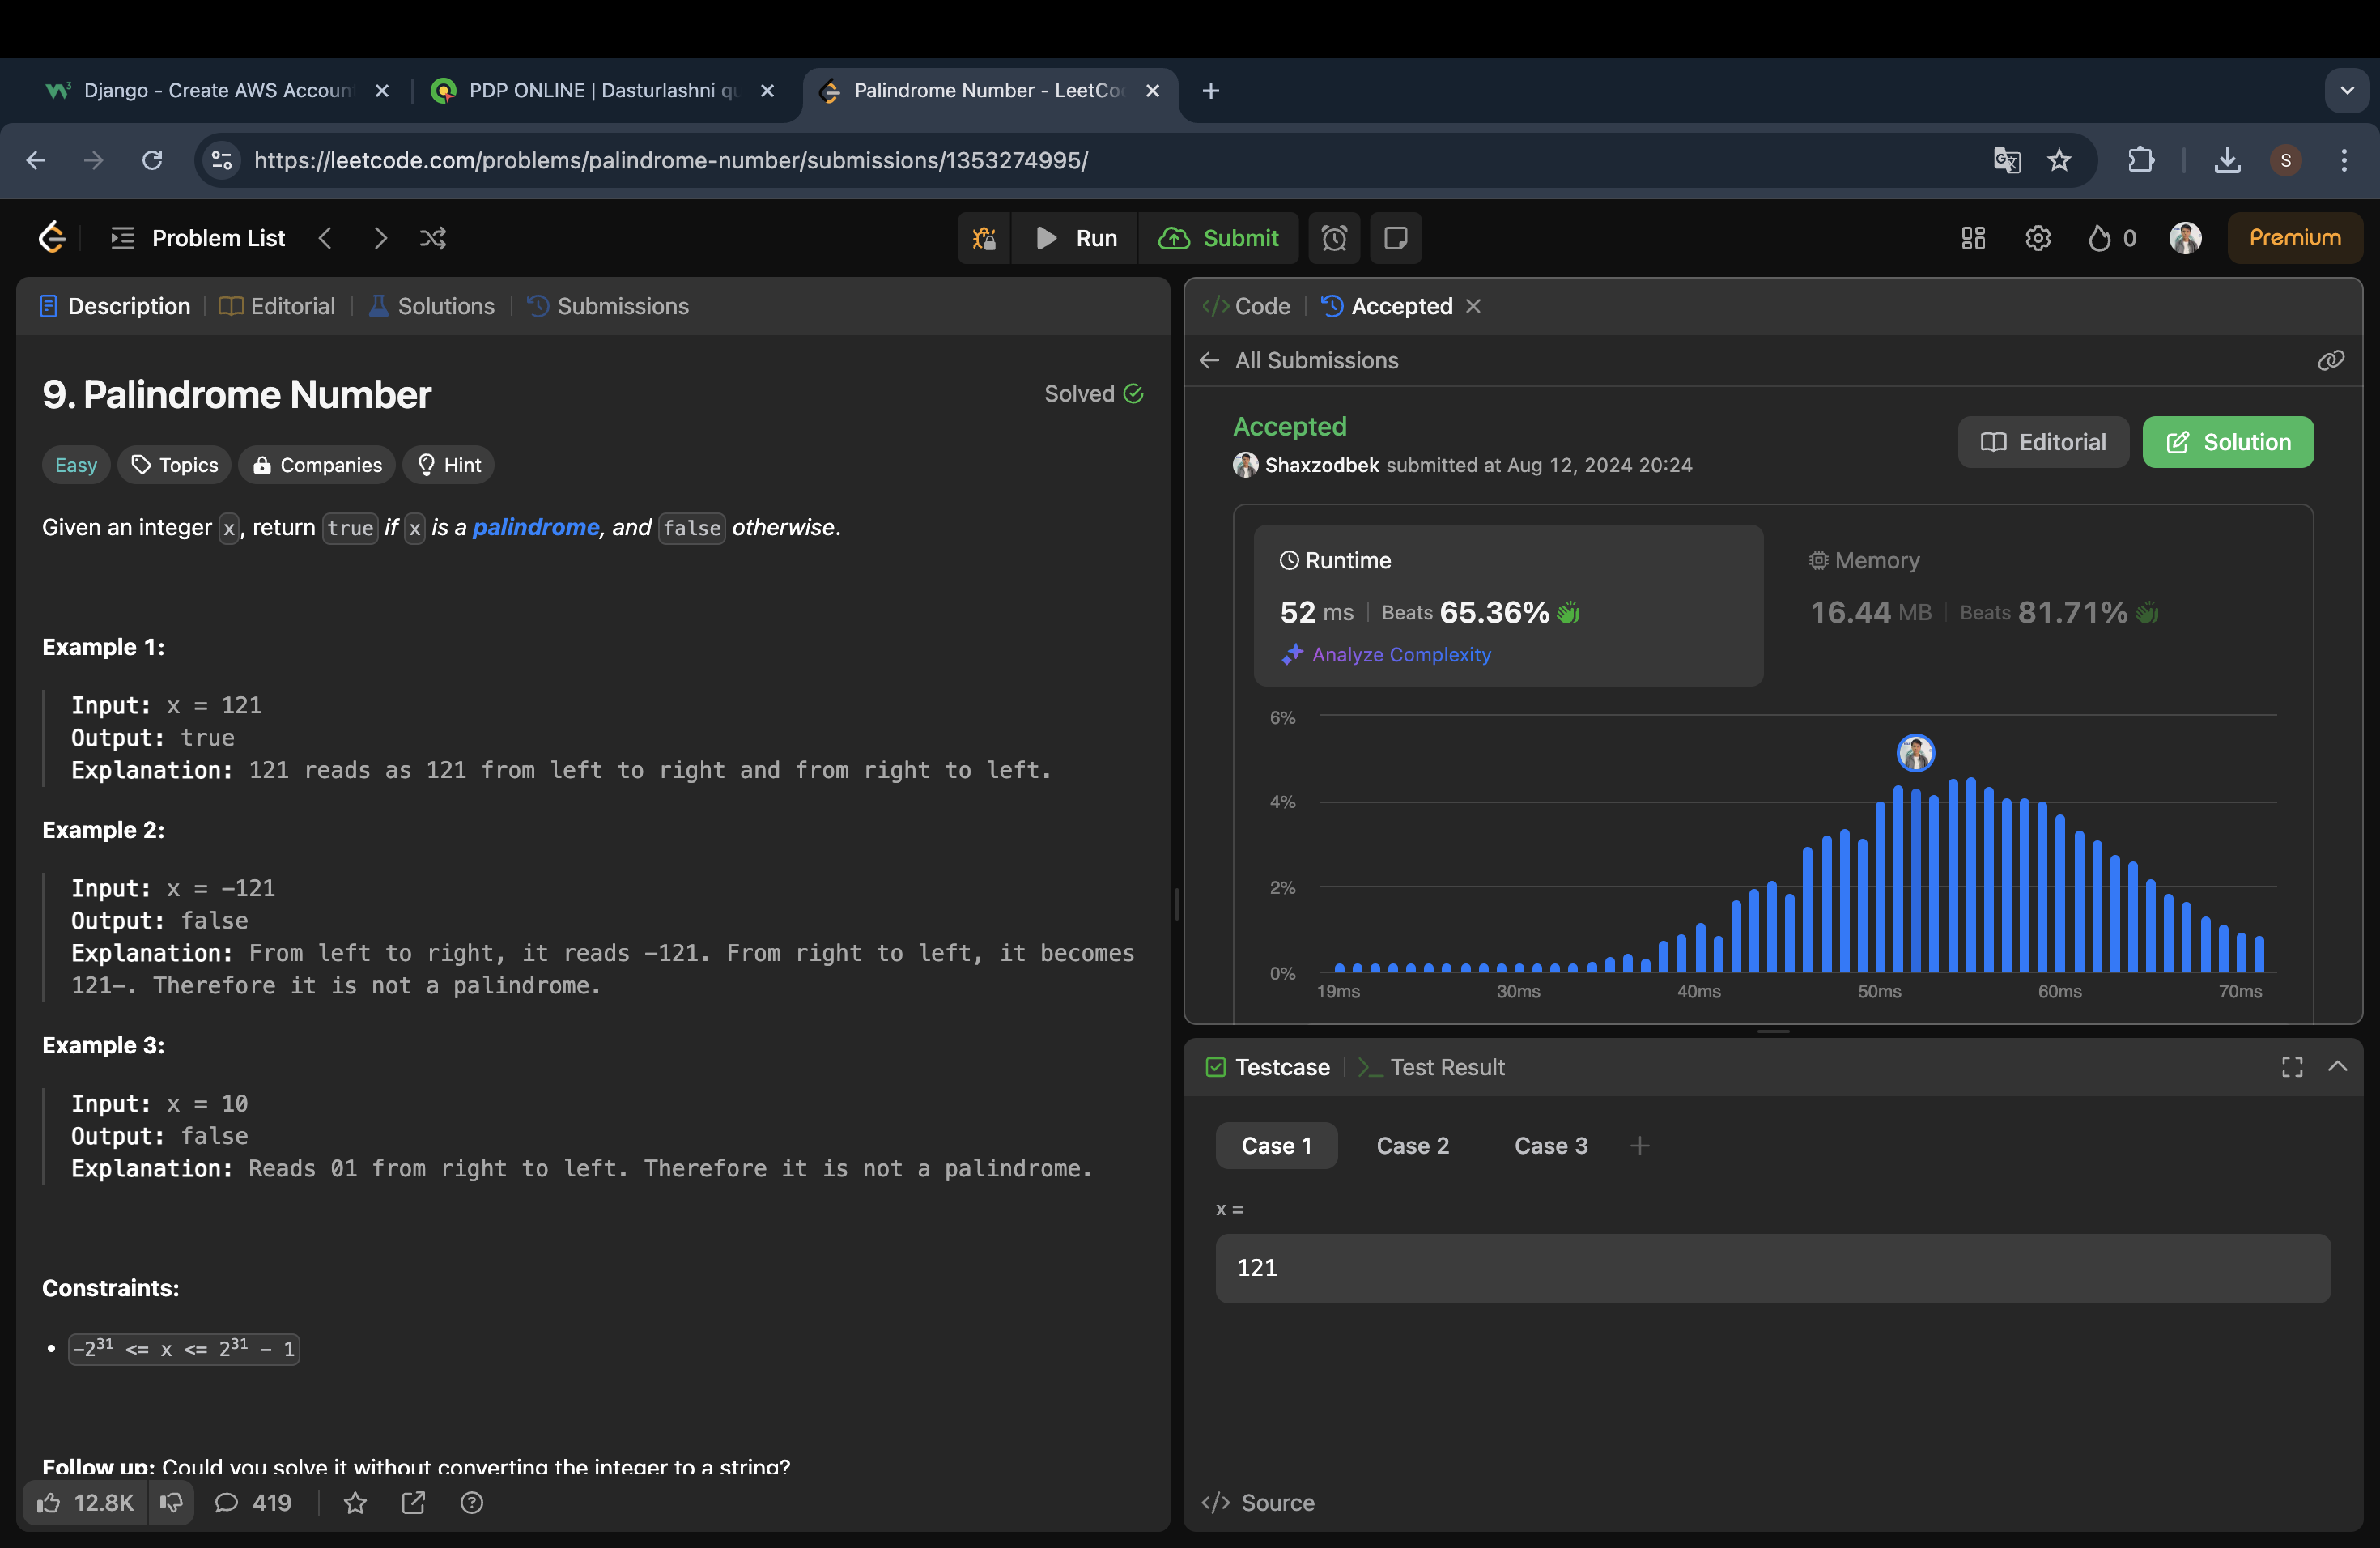 Django - Create AWS Accoun
PDP ONLINE | Dasturlashni qu
Palindrome Number - LeetCo
https://leetcode.com/problems/palindrome-number/submissions/1353274995/
S
Problem List
Run
Submit
0
Premium
Description
Editorial
Solutions
Submissions
9. Palindrome Number
Solved
Easy
Topics
Companies
Hint
Given an integer x, return true if x is a palindrome, and false otherwise.
Example 1:
Input: x = 121
Output: true
Explanation: 121 reads as 121 from left to right and from right to left.
Example 2:
Input: x = -121
Output: false
Explanation: From left to right, it reads -121. From right to left, it becomes
121-. Therefore it is not a palindrome.
Example 3:
Input: x = 10
Output: false
Explanation: Reads 01 from right to left. Therefore it is not a palindrome.
Constraints:
• -2³¹ <= x <= 2³¹ - 1
Follow up: Could you solve it without converting the integer to a string?
12.8K
419
</> Code
Accepted
All Submissions
Accepted
Shaxzodbek submitted at Aug 12, 2024 20:24
Editorial
Solution
Runtime
52 ms | Beats 65.36%
Analyze Complexity
Memory
16.44 MB | Beats 81.71%
6%
4%
2%
0%
19ms
30ms
40ms
50ms
60ms
70ms
Testcase
>_ Test Result
Case 1
Case 2
Case 3
x =
121
</> Source